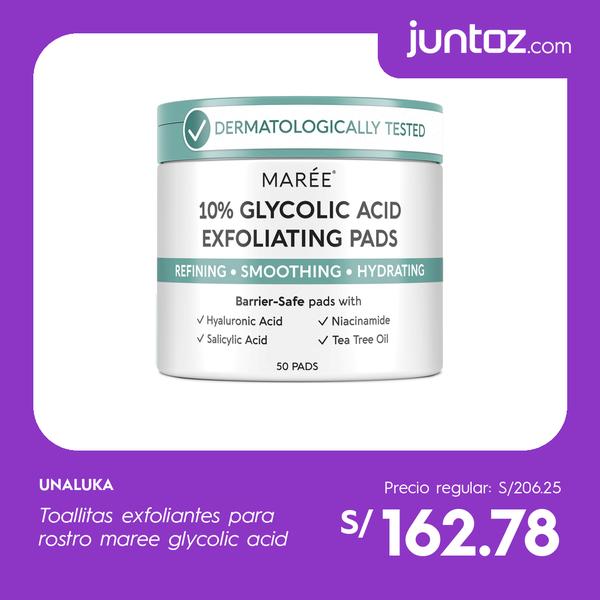 juntoz.com
DERMATOLOGICALLY TESTED
MARÉE®
10% GLYCOLIC ACID
EXFOLIATING PADS
REFINING • SMOOTHING • HYDRATING
Barrier-Safe pads with
✓ Hyaluronic Acid ✓ Niacinamide
✓ Salicylic Acid ✓ Tea Tree Oil
50 PADS
UNALUKA
Toallitas exfoliantes para
rostro maree glycolic acid
Precio regular: S/206.25
S/162.78